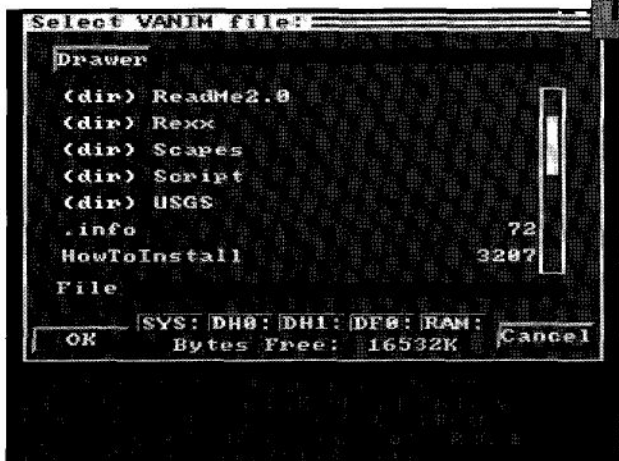 Select VANIM file:
Drawer
(dir) ReadMe2.0
(dir) Rexx
(dir) Scapes
(dir) Script
(dir) USGS
.info 72
HowToInstall 3207
File
SYS: DH0: DH1: DF0: RAM:
OK Bytes Free: 16532K Cancel